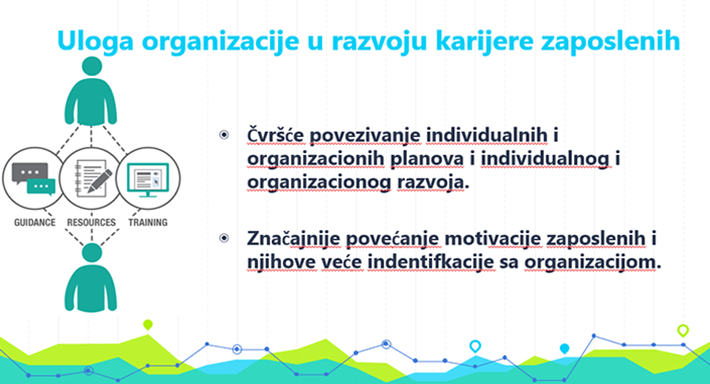 Uloga organizacije u razvoju karijere zaposlenih
Čvršće povezivanje individualnih i
organizacionih planova i individualnog i
organizacionog razvoja.
GUIDANCE RESOURCES TRAINING
Značajnije povećanje motivacije zaposlenih i
njihove veće indentifkacije sa organizacijom.